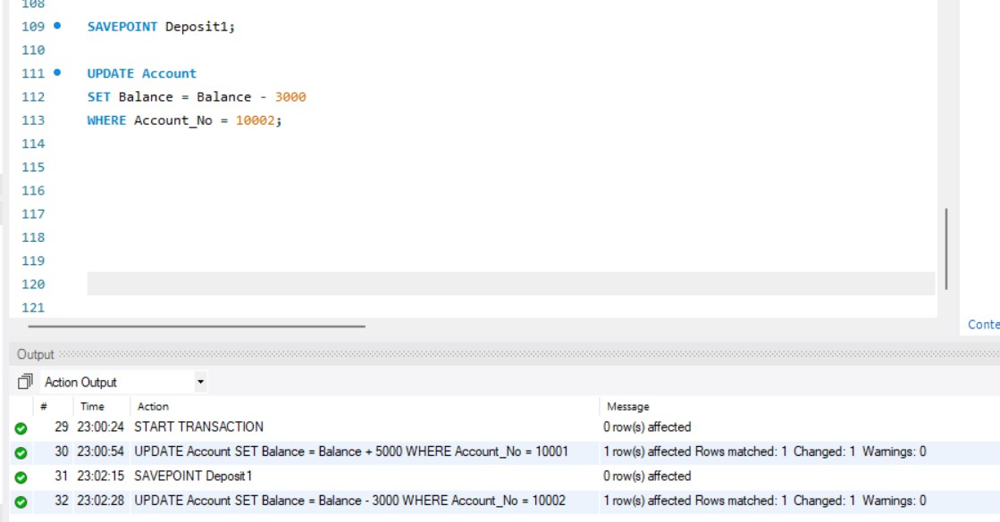 108
109 SAVEPOINT Deposit1;
110
111 UPDATE Account
112 SET Balance = Balance - 3000
113 WHERE Account_No = 10002;
114
115
116
117
118
119
120
121
Conte
Output
Action Output
# Time Action Message
29 23:00:24 START TRANSACTION 0 row(s) affected
30 23:00:54 UPDATE Account SET Balance = Balance + 5000 WHERE Account_No = 10001 1 row(s) affected Rows matched: 1 Changed: 1 Warnings: 0
31 23:02:15 SAVEPOINT Deposit1 0 row(s) affected
32 23:02:28 UPDATE Account SET Balance = Balance - 3000 WHERE Account_No = 10002 1 row(s) affected Rows matched: 1 Changed: 1 Warnings: 0